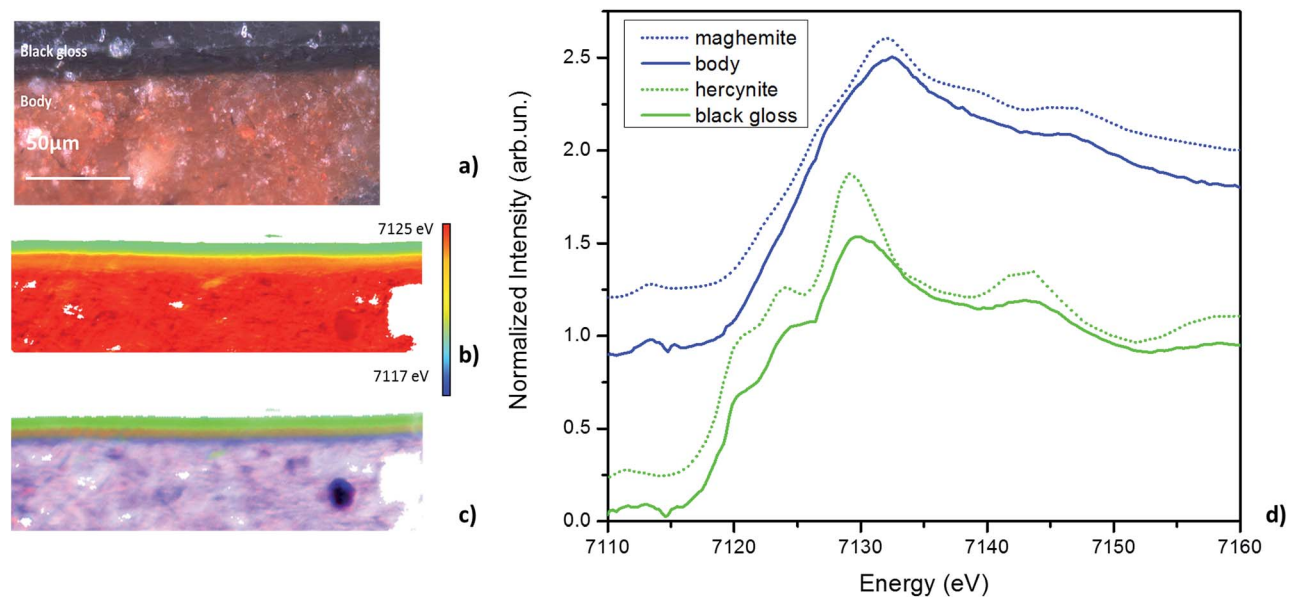 Black gloss
Body
50µm
a)
7125 eV
b)
7117 eV
c)
maghemite
body
hercynite
black gloss
Normalized Intensity (arb.un.)
2.5
2.0
1.5
1.0
0.5
0.0
7110 7120 7130 7140 7150 7160
Energy (eV)
d)